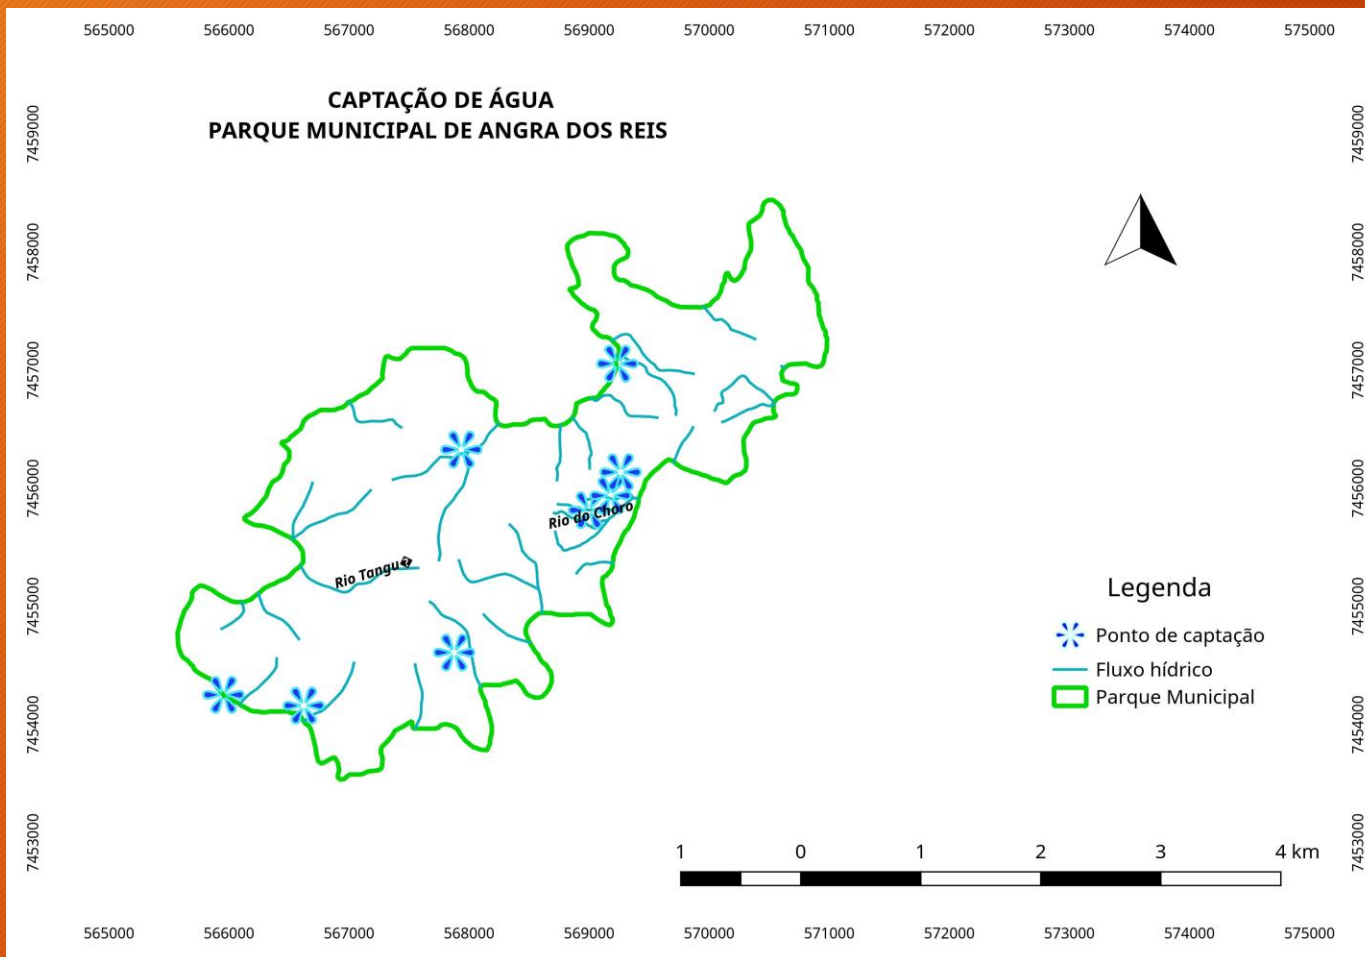 565000 566000 567000 568000 569000 570000 571000 572000 573000 574000 575000
CAPTAÇÃO DE ÁGUA
PARQUE MUNICIPAL DE ANGRA DOS REIS
7459000 7459000
7458000 7458000
7457000 7457000
7456000 7456000
Rio do Choro
Rio Tangu�
Legenda
7455000 7455000
Ponto de captação
Fluxo hídrico
Parque Municipal
7454000 7454000
7453000 7453000
1 0 1 2 3 4 km
565000 566000 567000 568000 569000 570000 571000 572000 573000 574000 575000